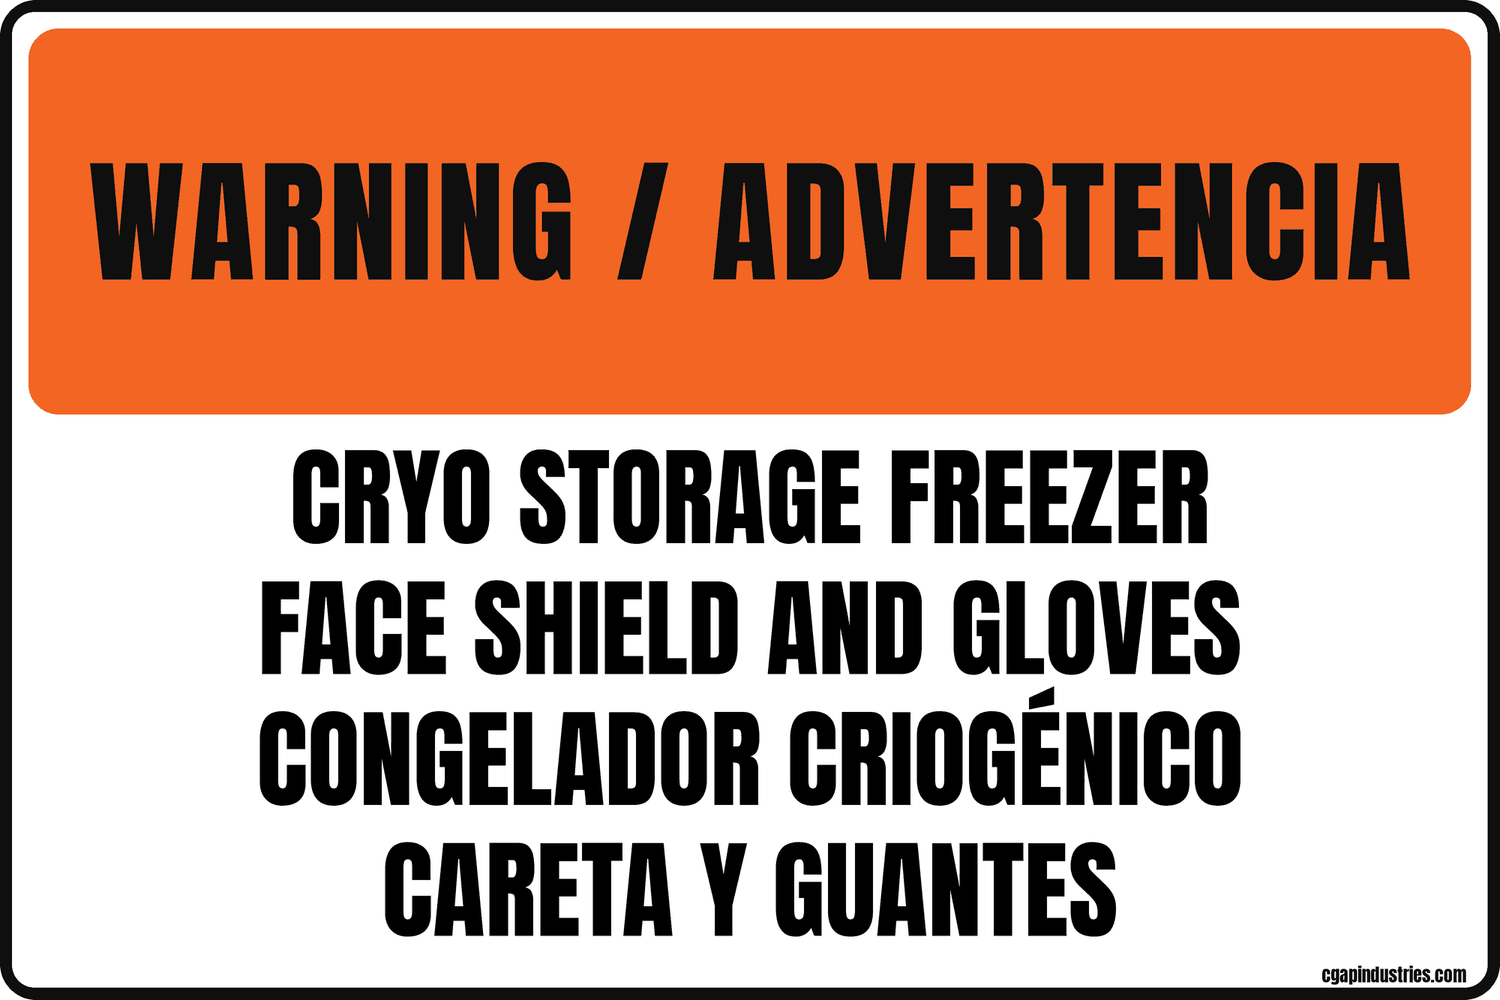 WARNING / ADVERTENCIA
CRYO STORAGE FREEZER
FACE SHIELD AND GLOVES
CONGELADOR CRIOGÉNICO
CARETA Y GUANTES
cgapindustries.com